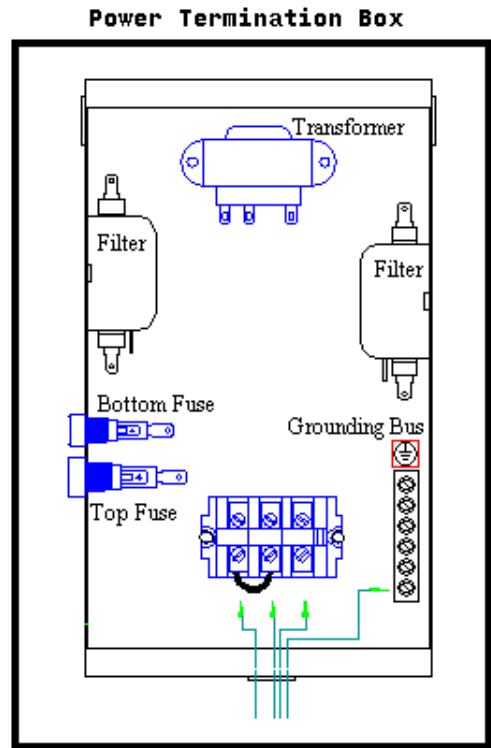 Power Termination Box
Transformer
Filter
Filter
Bottom Fuse
Grounding Bus
Top Fuse